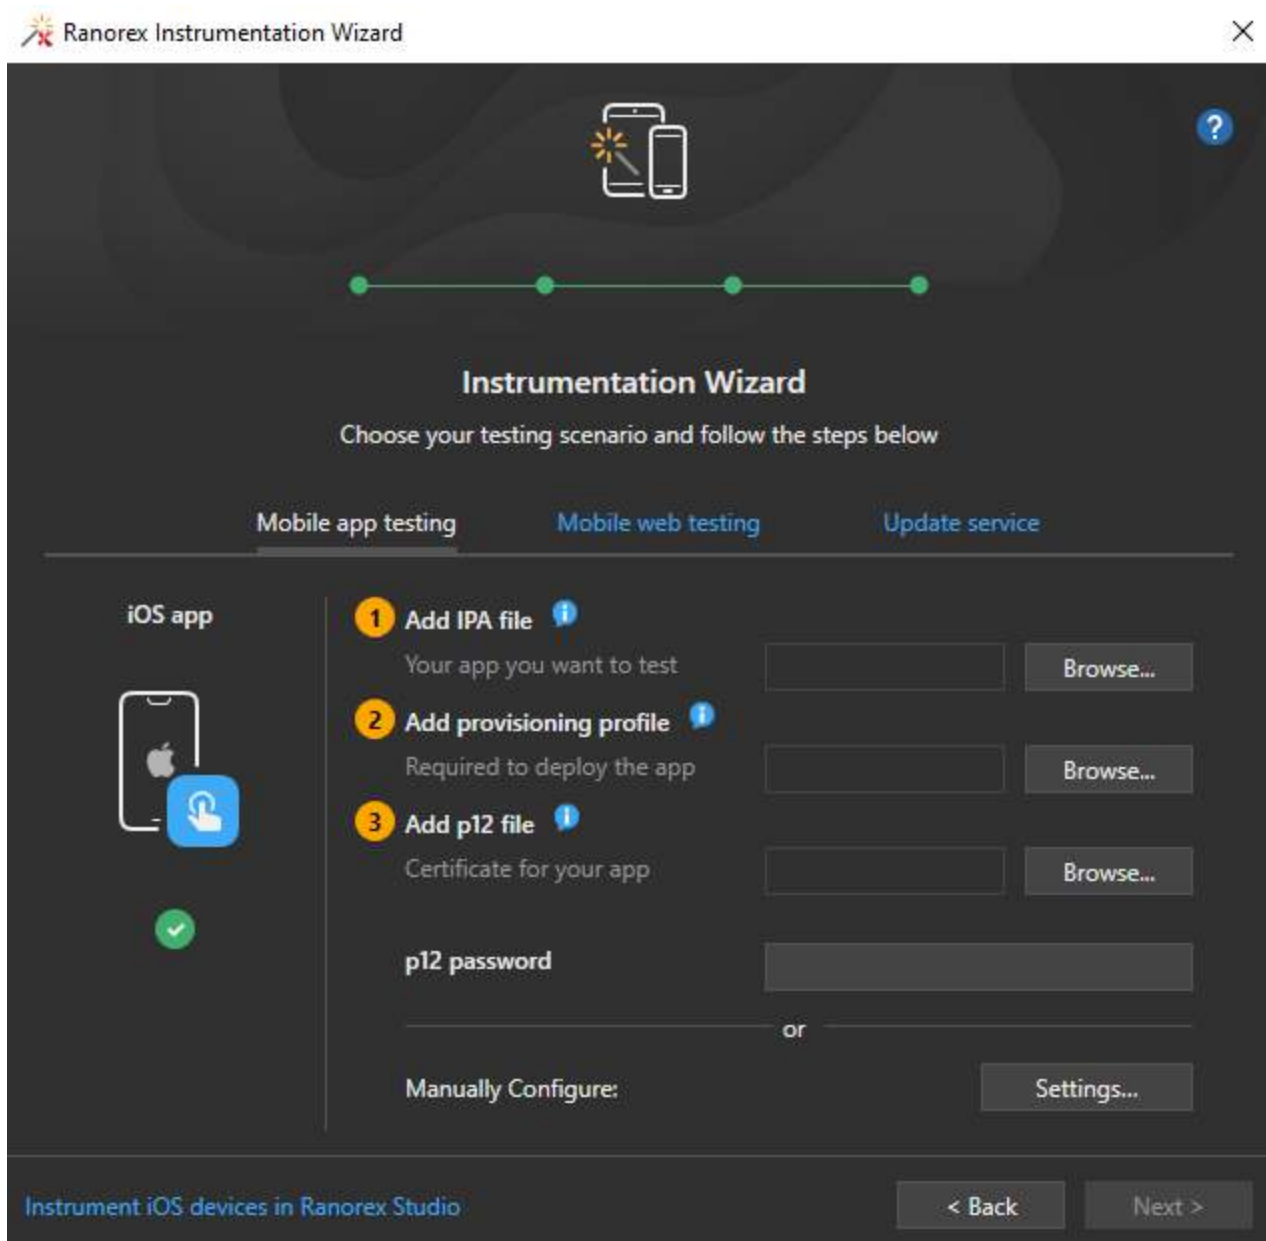 Ranorex Instrumentation Wizard
?
Instrumentation Wizard
Choose your testing scenario and follow the steps below
Mobile app testing Mobile web testing Update service
iOS app
1 Add IPA file
Your app you want to test Browse...
2 Add provisioning profile
Required to deploy the app Browse...
3 Add p12 file
Certificate for your app Browse...
p12 password
or
Manually Configure: Settings...
Instrument iOS devices in Ranorex Studio < Back Next >